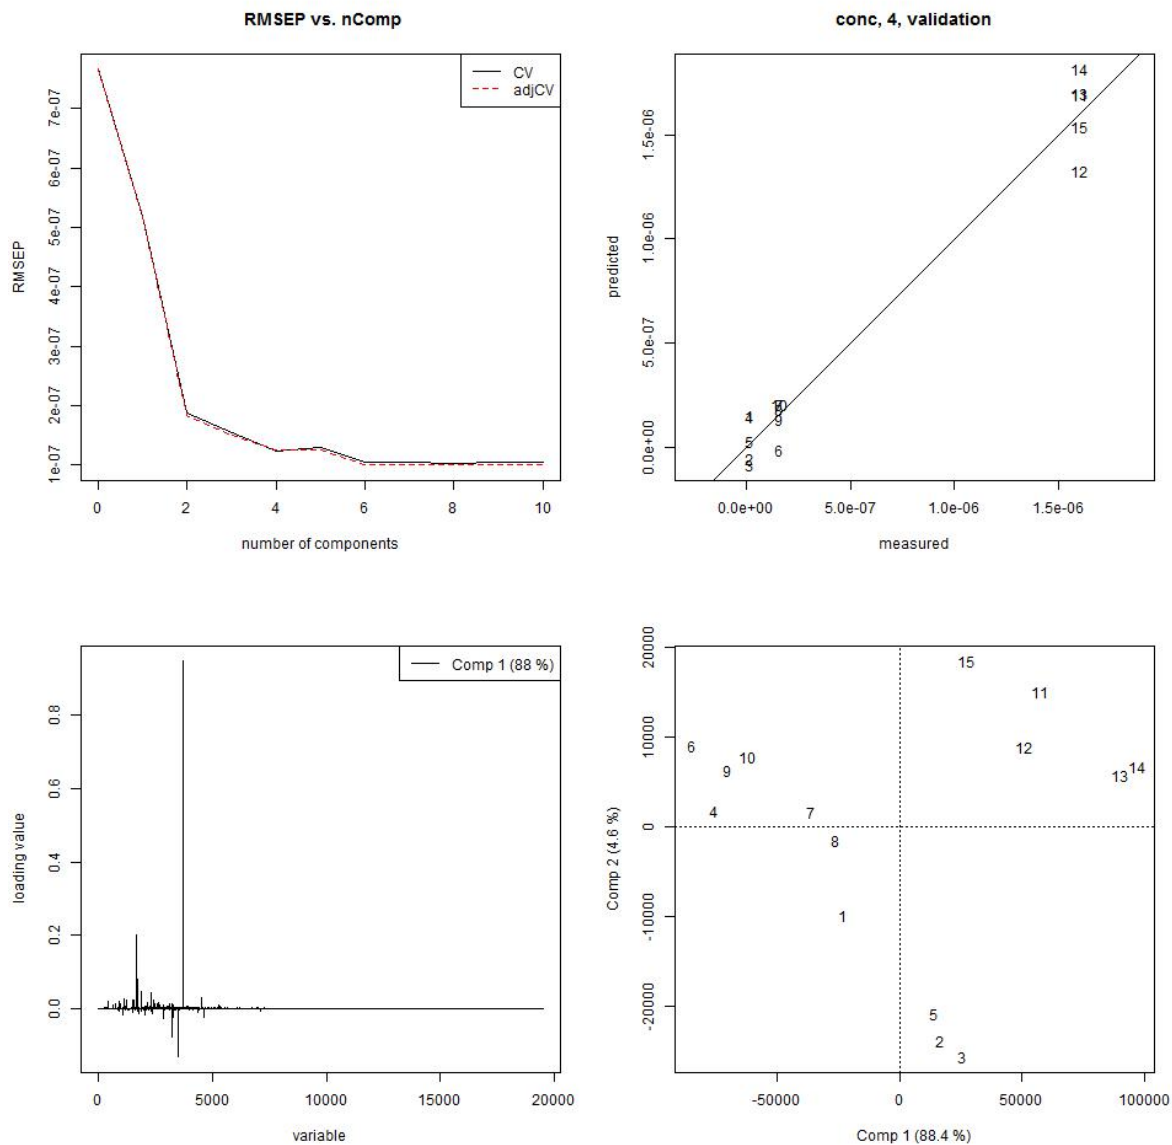 RMSEP vs. nComp
CV
adjCV
7e-07
6e-07
5e-07
4e-07
3e-07
2e-07
1e-07
RMSEP
0 2 4 6 8 10
number of components
conc, 4, validation
14
13
15
12
10
9
6
4
5
2
3
1.5e-06
1.0e-06
5.0e-07
0.0e+00
predicted
0.0e+00 5.0e-07 1.0e-06 1.5e-06
measured
Comp 1 (88 %)
0.8
0.6
0.4
0.2
0.0
loading value
0 5000 10000 15000 20000
variable
20000
10000
0
-10000
-20000
Comp 2 (4.6 %)
15
11
12
14
13
6
10
9
4
7
8
1
5
2
3
-50000 0 50000 100000
Comp 1 (88.4 %)